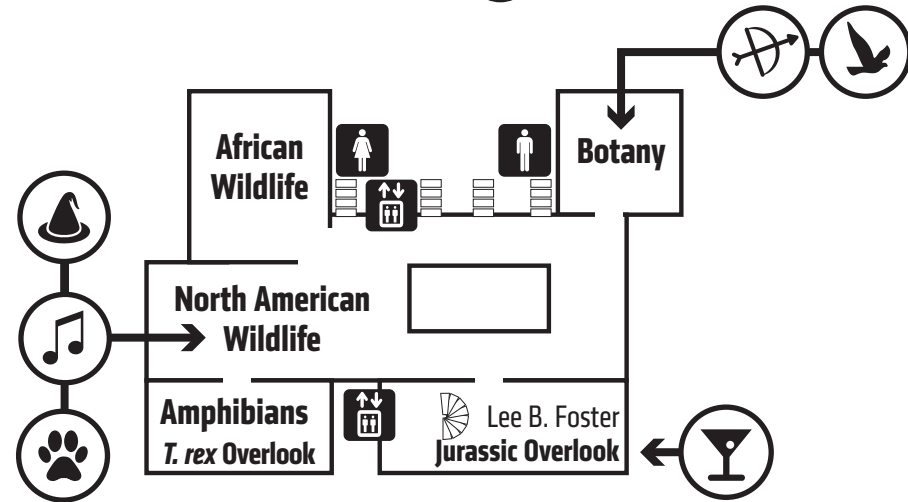 African
Wildlife
Botany
North American
Wildlife
Amphibians
T. rex Overlook
Lee B. Foster
Jurassic Overlook